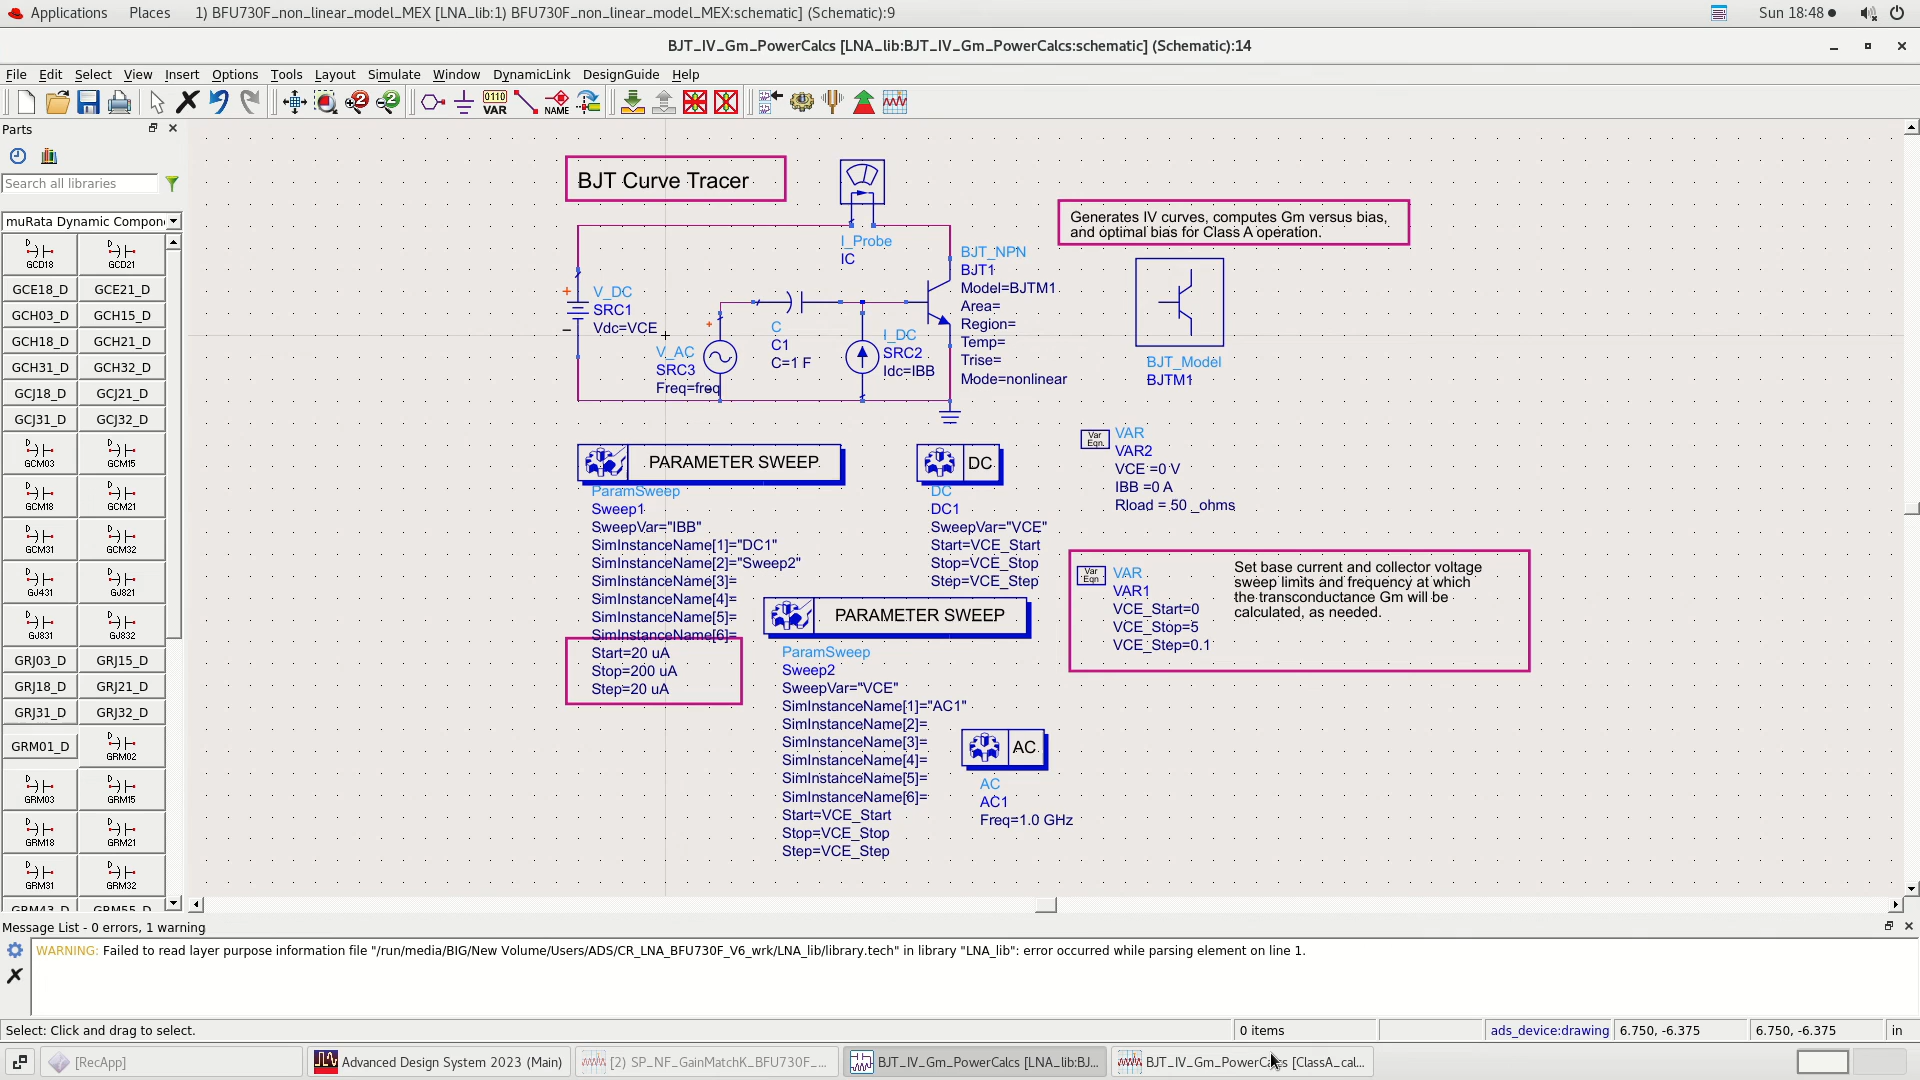 Applications Places 1) BFU730F_non_linear_model_MEX [LNA_lib:1) BFU730F_non_linear_model_MEX:schematic] (Schematic):9 Sun 18:48
BJT_IV_Gm_PowerCalcs [LNA_lib:BJT_IV_Gm_PowerCalcs:schematic] (Schematic):14
File Edit Select View Insert Options Tools Layout Simulate Window DynamicLink DesignGuide Help
0110
VAR
NAME
Parts
Search all libraries
muRata Dynamic Compon
GCD18 GCD21
GCE18_D GCE21_D
GCH03_D GCH15_D
GCH18_D GCH21_D
GCH31_D GCH32_D
GCJ18_D GCJ21_D
GCJ31_D GCJ32_D
GCM03 GCM15
GCM18 GCM21
GCM31 GCM32
GJ431 GJ821
GJ831 GJ832
GRJ03_D GRJ15_D
GRJ18_D GRJ21_D
GRJ31_D GRJ32_D
GRM01_D GRM02
GRM03 GRM15
GRM18 GRM21
GRM31 GRM32
GRM43_D GRM55_D
BJT Curve Tracer
I_Probe
IC
V_DC
SRC1
Vdc=VCE
V_AC
SRC3
Freq=freq
C
C1
C=1 F
I_DC
SRC2
Idc=IBB
BJT_NPN
BJT1
Model=BJTM1
Area=
Region=
Temp=
Trise=
Mode=nonlinear
Generates IV curves, computes Gm versus bias,
and optimal bias for Class A operation.
BJT_Model
BJTM1
Var
Eqn
VAR
VAR2
VCE =0 V
IBB =0 A
Rload = 50 _ohms
PARAMETER SWEEP
ParamSweep
Sweep1
SweepVar="IBB"
SimInstanceName[1]="DC1"
SimInstanceName[2]="Sweep2"
SimInstanceName[3]=
SimInstanceName[4]=
SimInstanceName[5]=
SimInstanceName[6]=
Start=20 uA
Stop=200 uA
Step=20 uA
DC
DC
DC1
SweepVar="VCE"
Start=VCE_Start
Stop=VCE_Stop
Step=VCE_Step
PARAMETER SWEEP
ParamSweep
Sweep2
SweepVar="VCE"
SimInstanceName[1]="AC1"
SimInstanceName[2]=
SimInstanceName[3]=
SimInstanceName[4]=
SimInstanceName[5]=
SimInstanceName[6]=
Start=VCE_Start
Stop=VCE_Stop
Step=VCE_Step
AC
AC
AC1
Freq=1.0 GHz
Var
Eqn
VAR
VAR1
VCE_Start=0
VCE_Stop=5
VCE_Step=0.1
Set base current and collector voltage
sweep limits and frequency at which
the transconductance Gm will be
calculated, as needed.
Message List - 0 errors, 1 warning
WARNING: Failed to read layer purpose information file "/run/media/BIG/New Volume/Users/ADS/CR_LNA_BFU730F_V6_wrk/LNA_lib/library.tech" in library "LNA_lib": error occurred while parsing element on line 1.
Select: Click and drag to select. 0 items ads_device:drawing 6.750, -6.375 6.750, -6.375 in
[RecApp] Advanced Design System 2023 (Main) [2) SP_NF_GainMatchK_BFU730F_... BJT_IV_Gm_PowerCalcs [LNA_lib:BJ... BJT_IV_Gm_PowerCalcs [ClassA_cal...